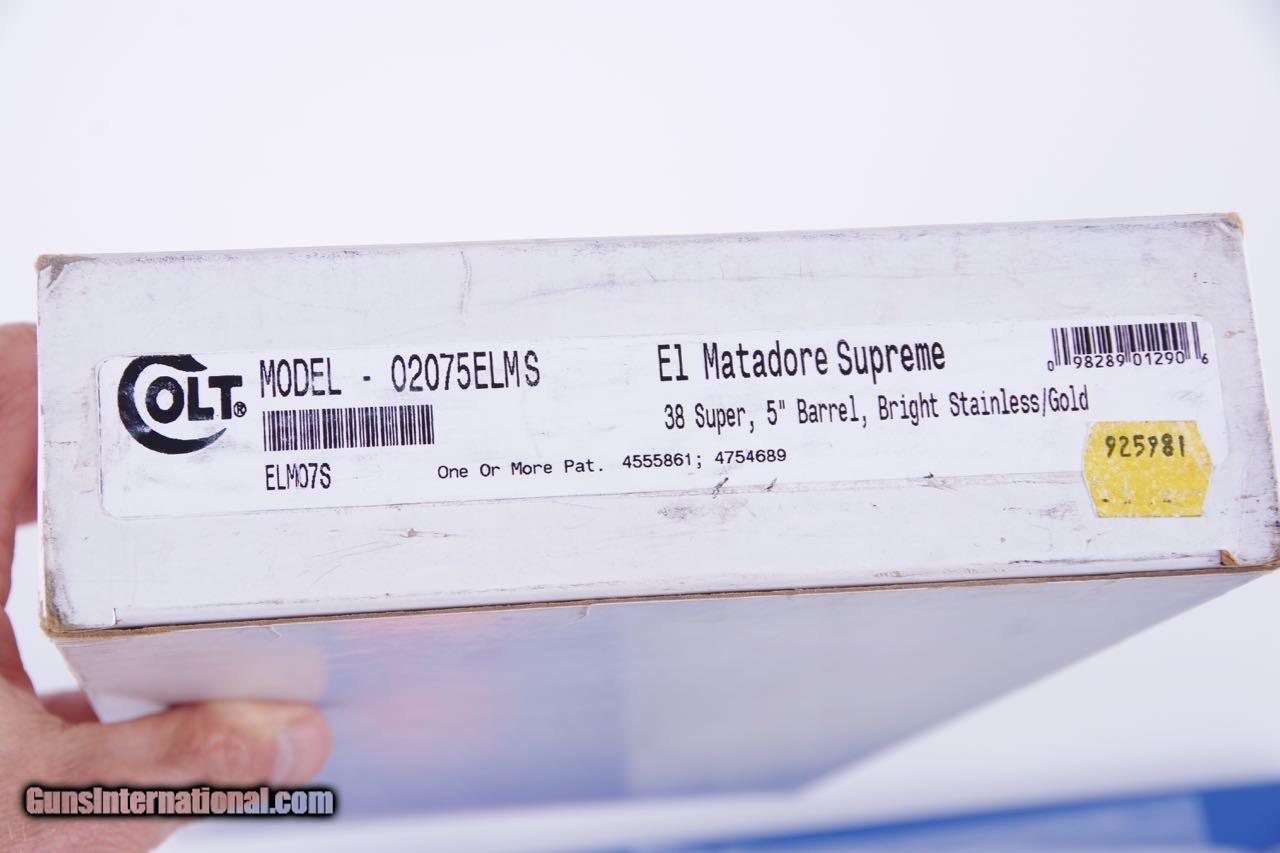 COLT® MODEL - 02075ELMS
ELM07S
One Or More Pat. 4555861; 4754689
El Matadore Supreme
38 Super, 5" Barrel, Bright Stainless/Gold
0 98289 01290 6
925981
GunsInternational.com